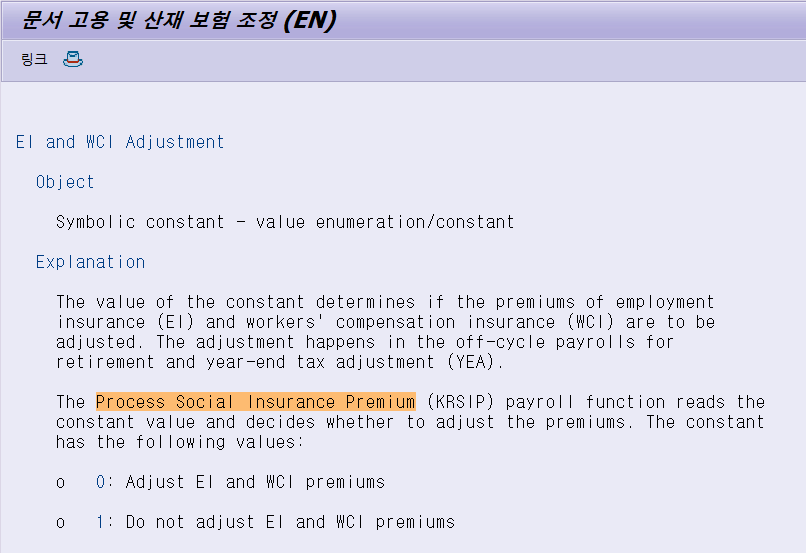 문서 고용 및 산재 보험 조정 (EN)
링크
EI and WCI Adjustment
Object
Symbolic constant - value enumeration/constant
Explanation
The value of the constant determines if the premiums of employment
insurance (EI) and workers' compensation insurance (WCI) are to be
adjusted. The adjustment happens in the off-cycle payrolls for
retirement and year-end tax adjustment (YEA).
The Process Social Insurance Premium (KRSIP) payroll function reads the
constant value and decides whether to adjust the premiums. The constant
has the following values:
o 0: Adjust EI and WCI premiums
o 1: Do not adjust EI and WCI premiums